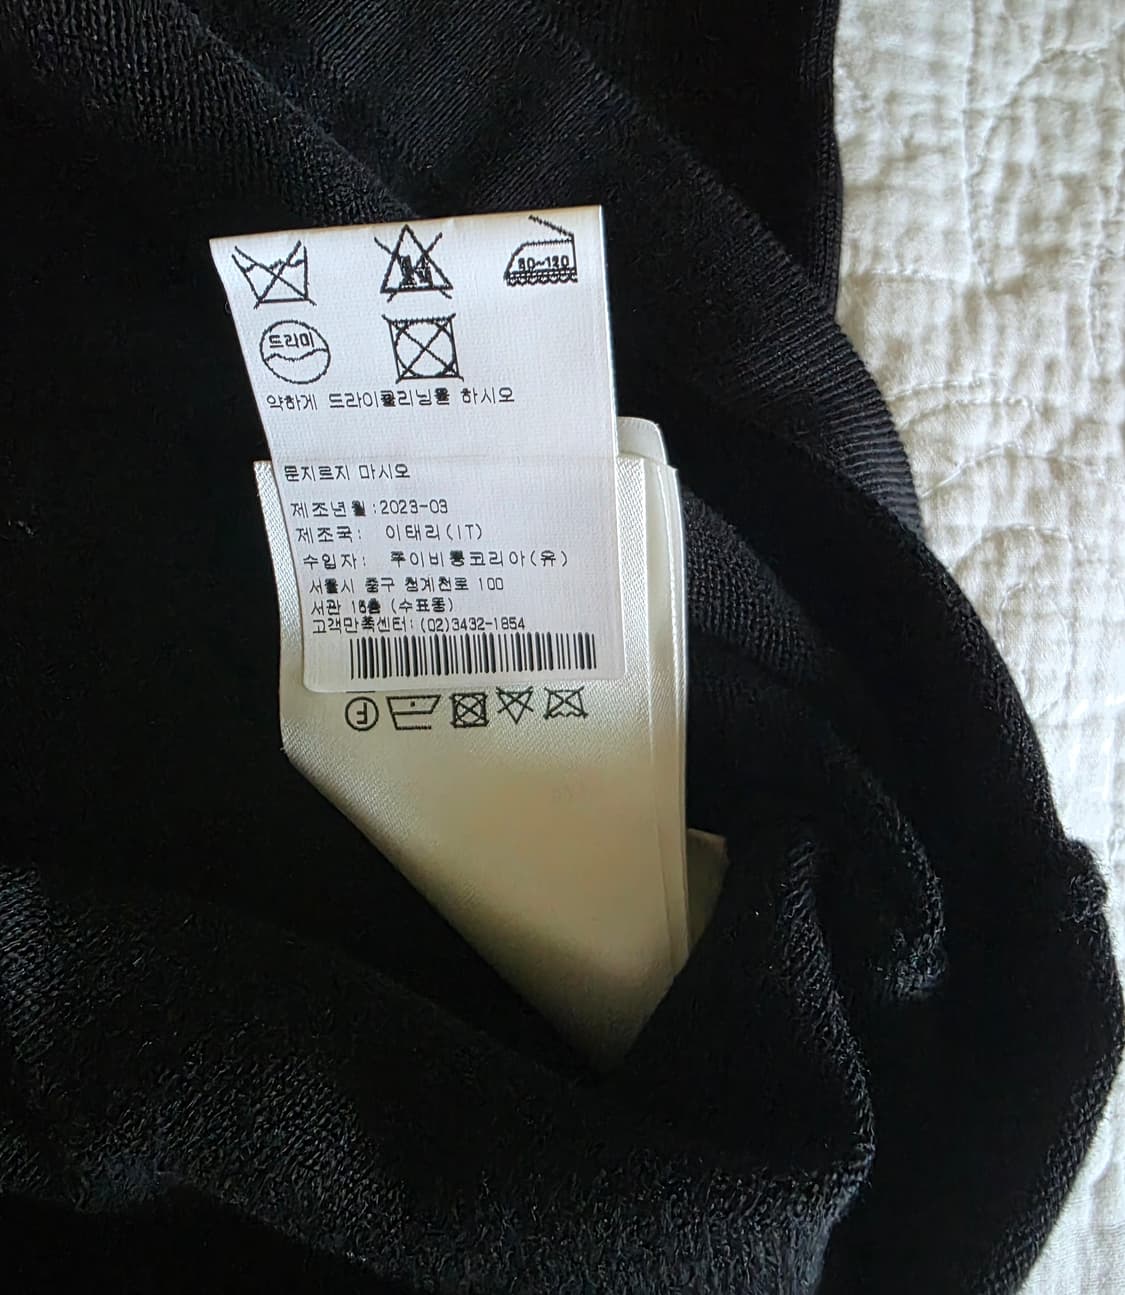 80~120
드라이
약하게 드라이클리닝을 하시오
문지르지 마시오
제조년월:2023-03
제조국: 이태리(IT)
수입자: 루이비통코리아(유)
서울시 중구 청계천로 100
서관 16층 (수표동)
고객만족센터:(02)3432-1854
F